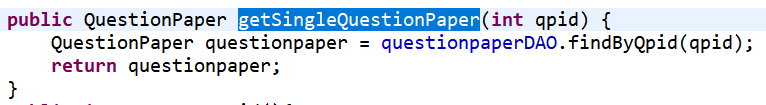 public QuestionPaper getSingleQuestionPaper(int qpid) {
QuestionPaper questionpaper = questionpaperDAO.findByQpid(qpid);
return questionpaper;
}